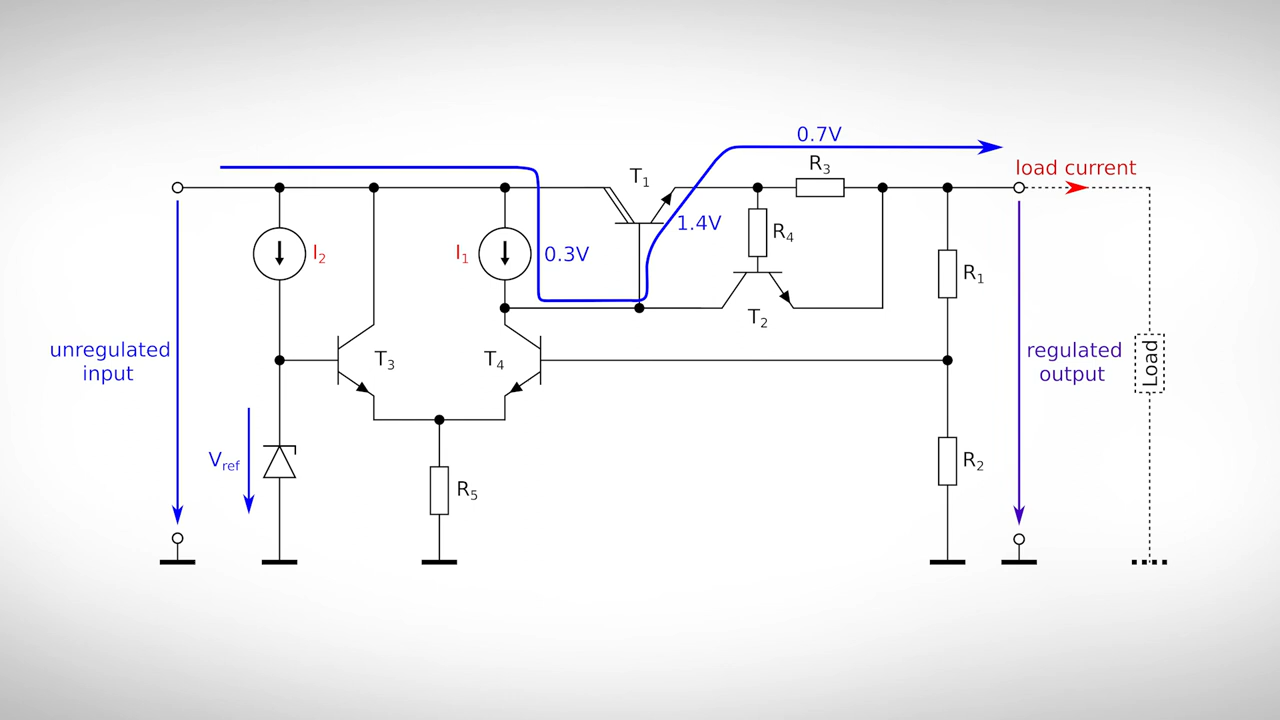 0.7V
load current
R3
T1
1.4V
R4
I2
I1
0.3V
R1
T2
unregulated
input
T3
T4
regulated
output
Load
Vref
R5
R2